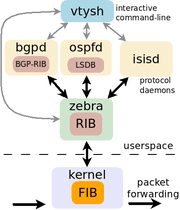 vtysh
interactive
command-line
bgpd
ospfd
isisd
BGP-RIB
LSDB
protocol
daemons
zebra
RIB
userspace
kernel
FIB
packet
forwarding